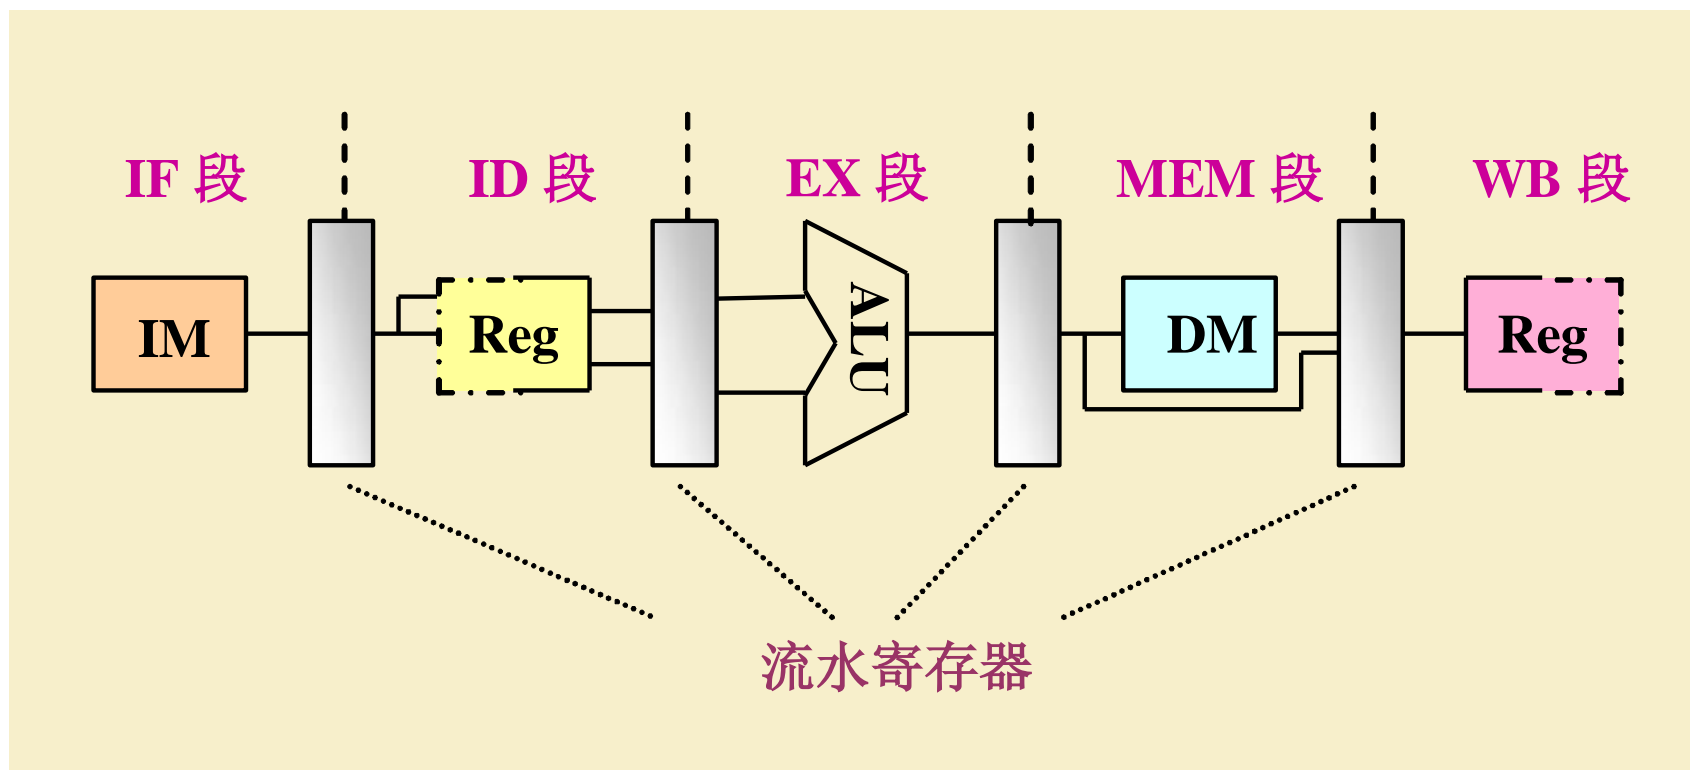 IF 段 ID 段 EX 段 MEM 段 WB 段
IM Reg ALU DM Reg
流水寄存器